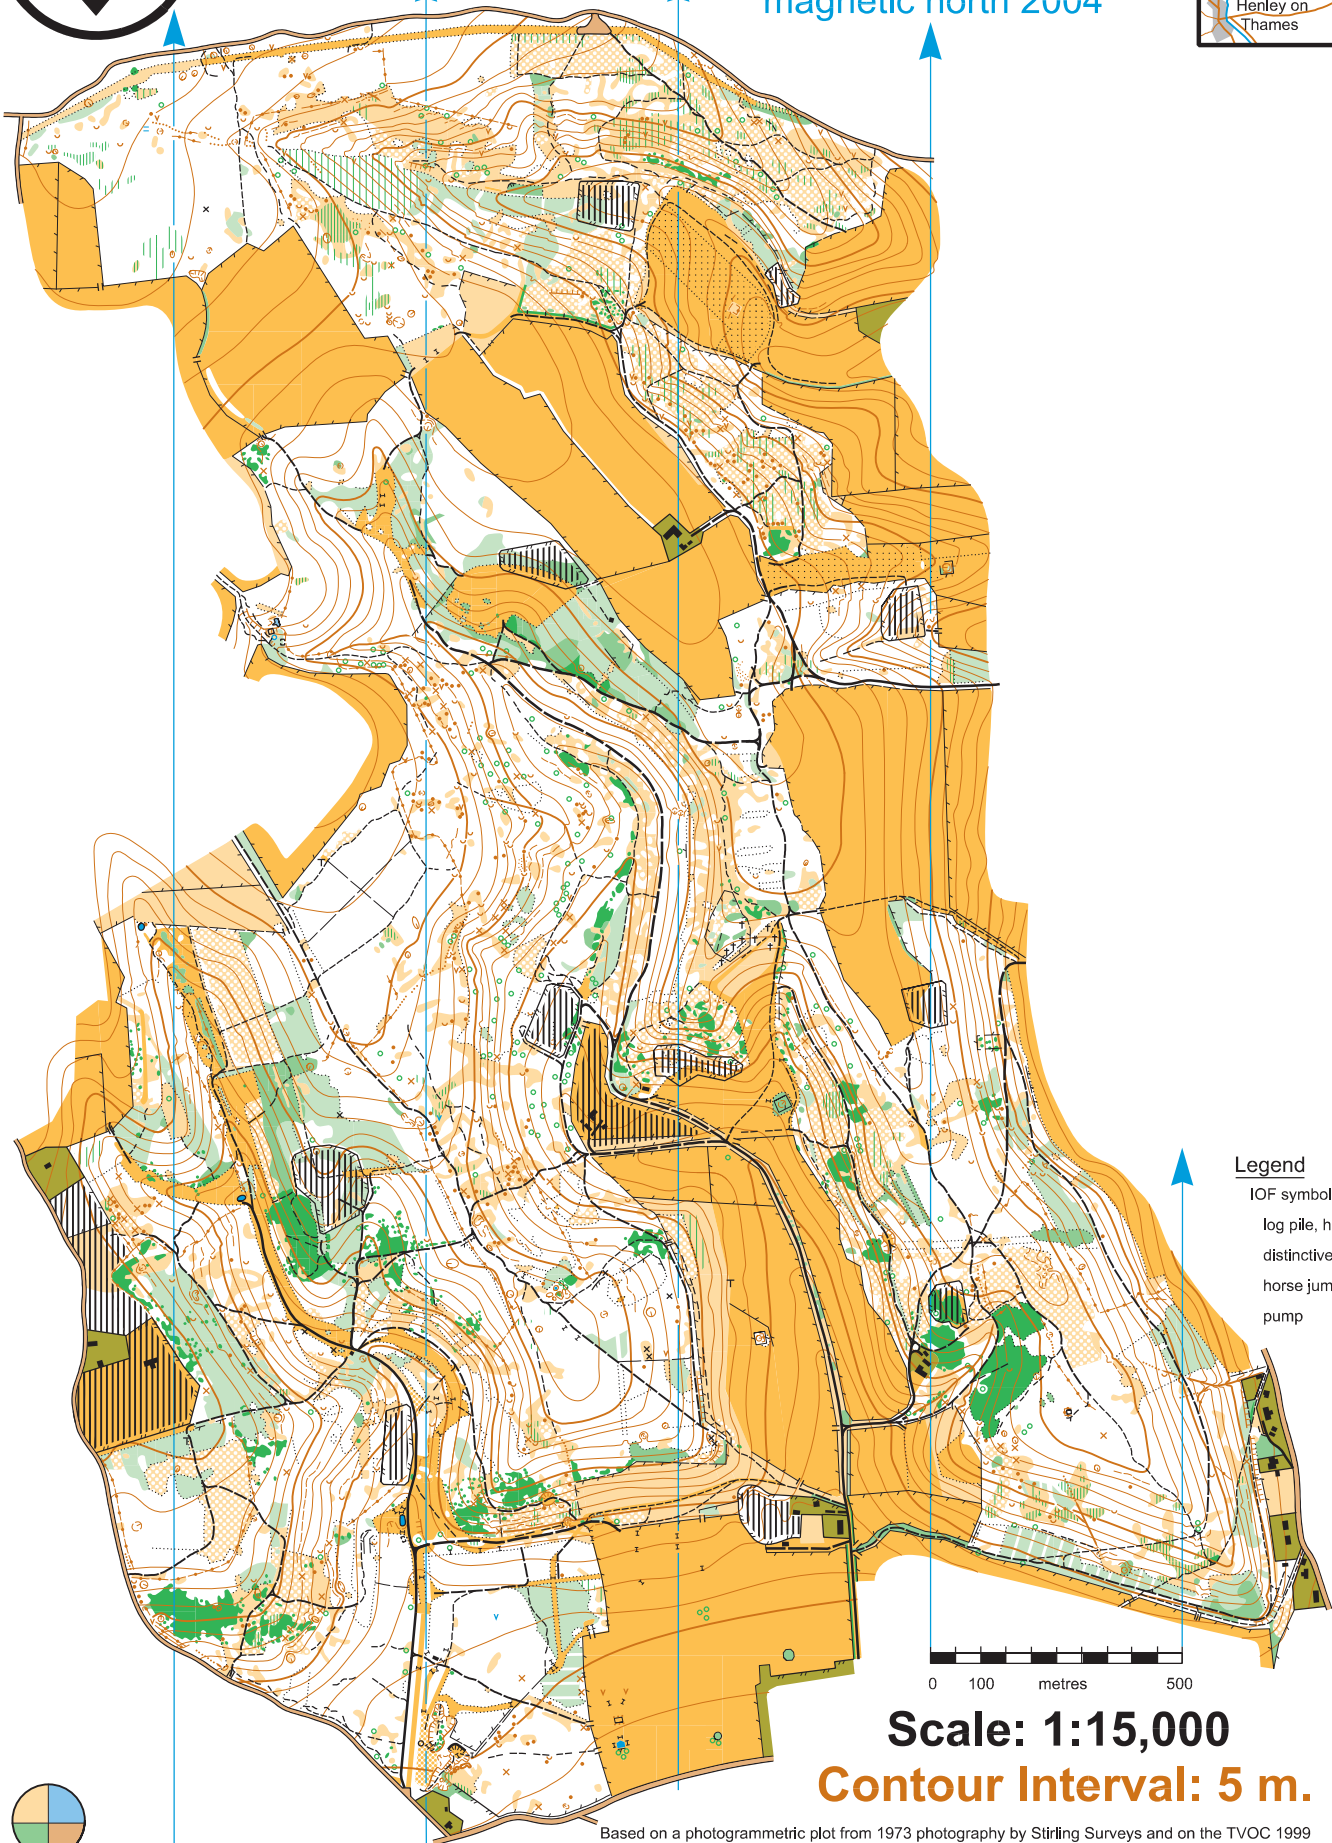 magnetic north 2004
Henley on
Thames
Legend
IOF symbol
log pile, h
distinctive
horse jum
pump
0 100 metres 500
Scale: 1:15,000
Contour Interval: 5 m.
Based on a photogrammetric plot from 1973 photography by Stirling Surveys and on the TVOC 1999